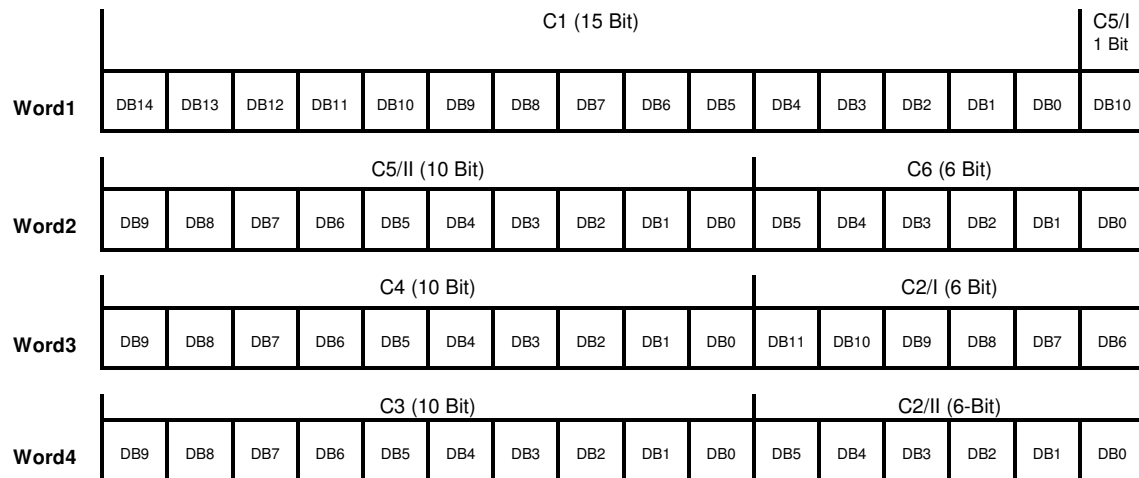 C1 (15 Bit) C5/I
1 Bit
Word1 DB14 DB13 DB12 DB11 DB10 DB9 DB8 DB7 DB6 DB5 DB4 DB3 DB2 DB1 DB0 DB10
C5/II (10 Bit) C6 (6 Bit)
Word2 DB9 DB8 DB7 DB6 DB5 DB4 DB3 DB2 DB1 DB0 DB5 DB4 DB3 DB2 DB1 DB0
C4 (10 Bit) C2/I (6 Bit)
Word3 DB9 DB8 DB7 DB6 DB5 DB4 DB3 DB2 DB1 DB0 DB11 DB10 DB9 DB8 DB7 DB6
C3 (10 Bit) C2/II (6-Bit)
Word4 DB9 DB8 DB7 DB6 DB5 DB4 DB3 DB2 DB1 DB0 DB5 DB4 DB3 DB2 DB1 DB0